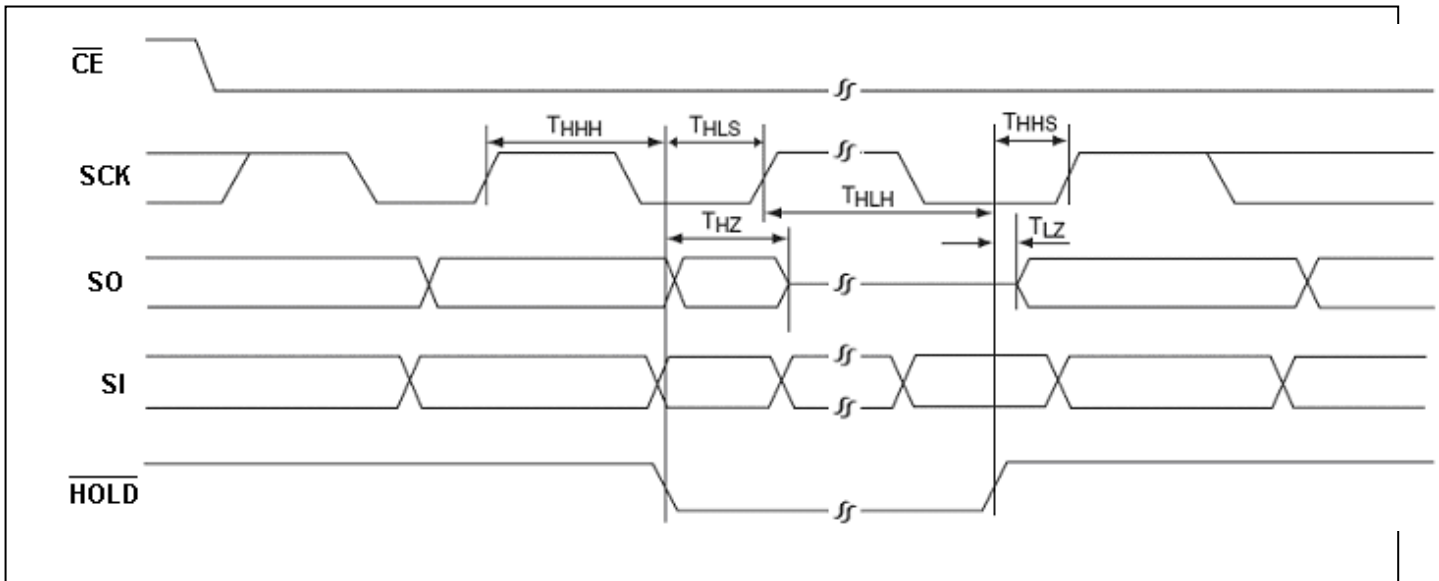 CE
THHH THLS THHS
SCK
THLH
THZ TLZ
SO
SI
HOLD